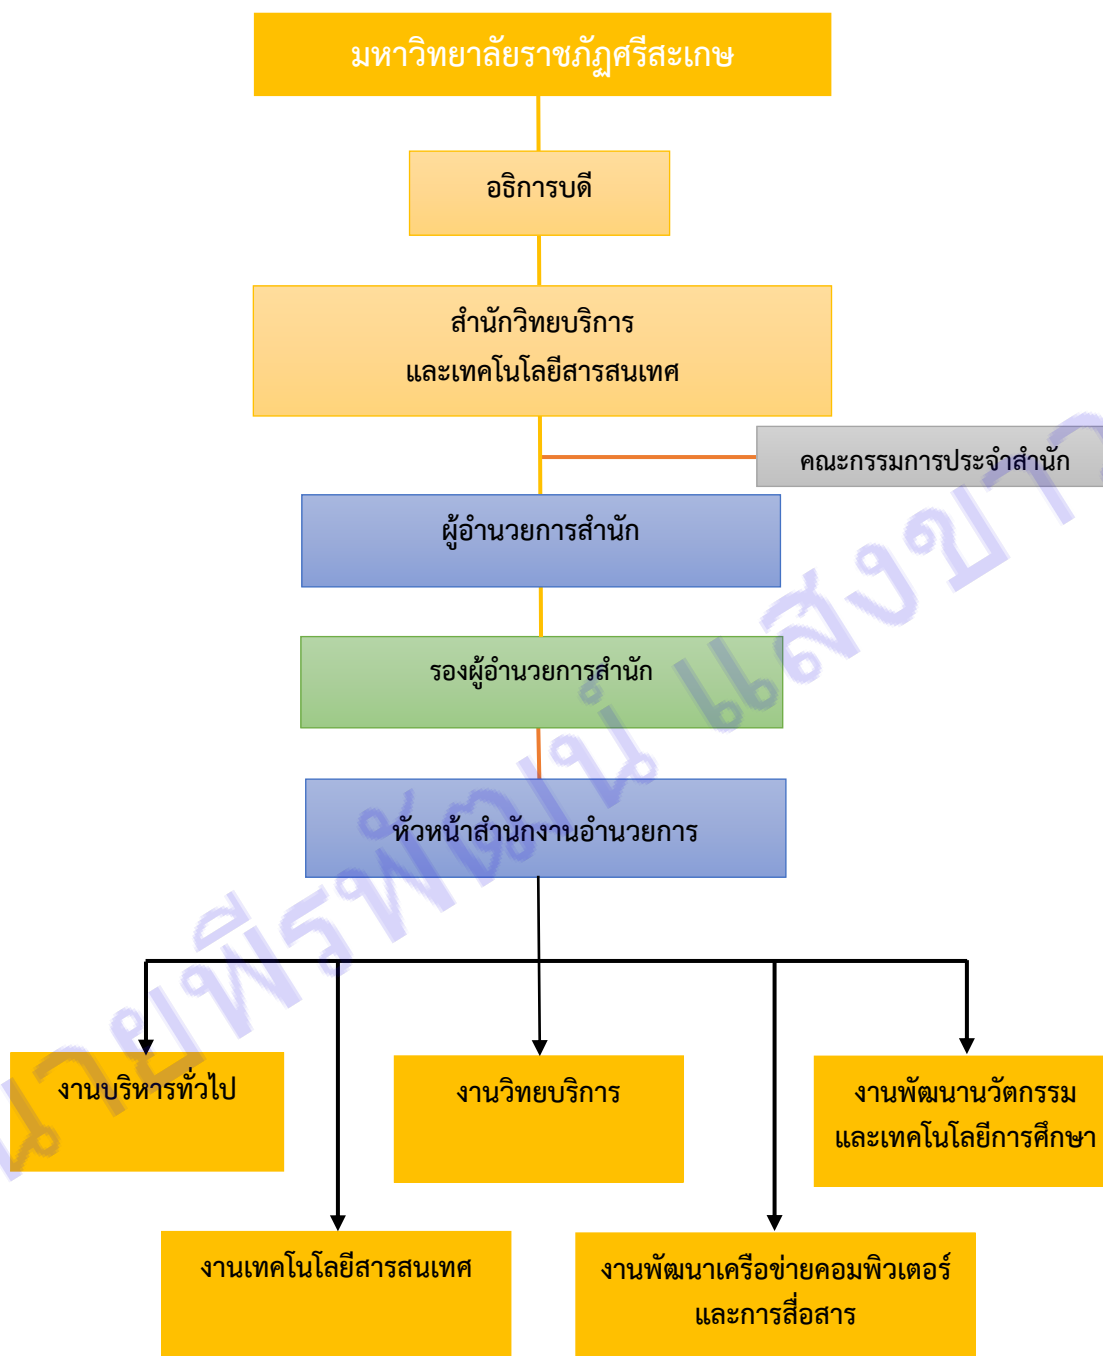 มหาวิทยาลัยราชภัฏศรีสะเกษ
อธิการบดี
สำนักวิทยบริการ
และเทคโนโลยีสารสนเทศ
คณะกรรมการประจำสำนัก
ผู้อำนวยการสำนัก
รองผู้อำนวยการสำนัก
หัวหน้าสำนักงานอำนวยการ
งานบริหารทั่วไป
งานวิทยบริการ
งานพัฒนานวัตกรรม
และเทคโนโลยีการศึกษา
งานเทคโนโลยีสารสนเทศ
งานพัฒนาเครือข่ายคอมพิวเตอร์
และการสื่อสาร
นายพีรพัฒน์ แสงขาว